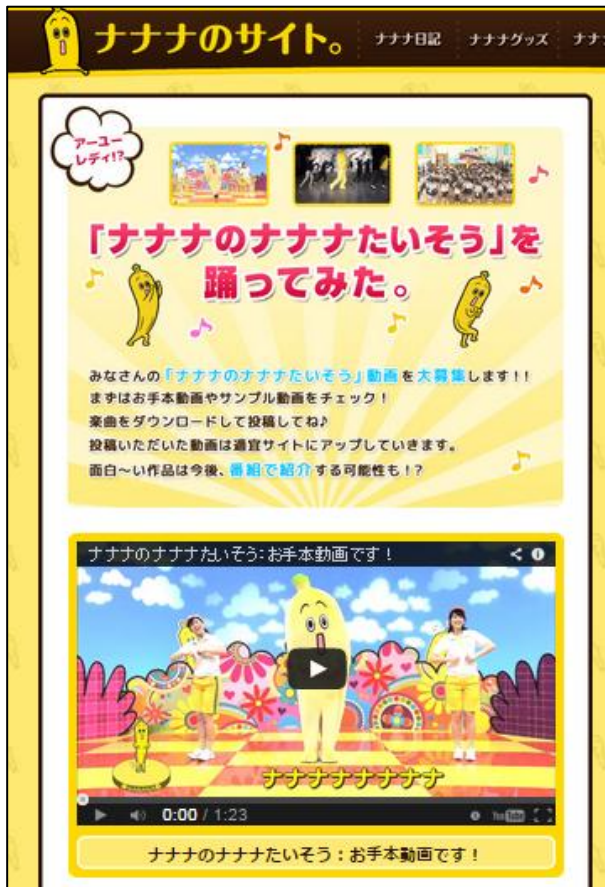 ナナナのサイト。
ナナナ日記 ナナナグッズ ナナ
アーユー
レディ!?
「ナナナのナナナたいそう」を
踊ってみた。
みなさんの「ナナナのナナナたいそう」動画を大募集します!!
まずはお手本動画やサンプル動画をチェック!
楽曲をダウンロードして投稿してね♪
投稿いただいた動画は適宜サイトにアップしていきます。
面白〜い作品は今後、番組で紹介する可能性も!?
ナナナのナナナたいそう:お手本動画です!
ナナナナナナナナ
0:00 / 1:23
YouTube
ナナナのナナナたいそう:お手本動画です!